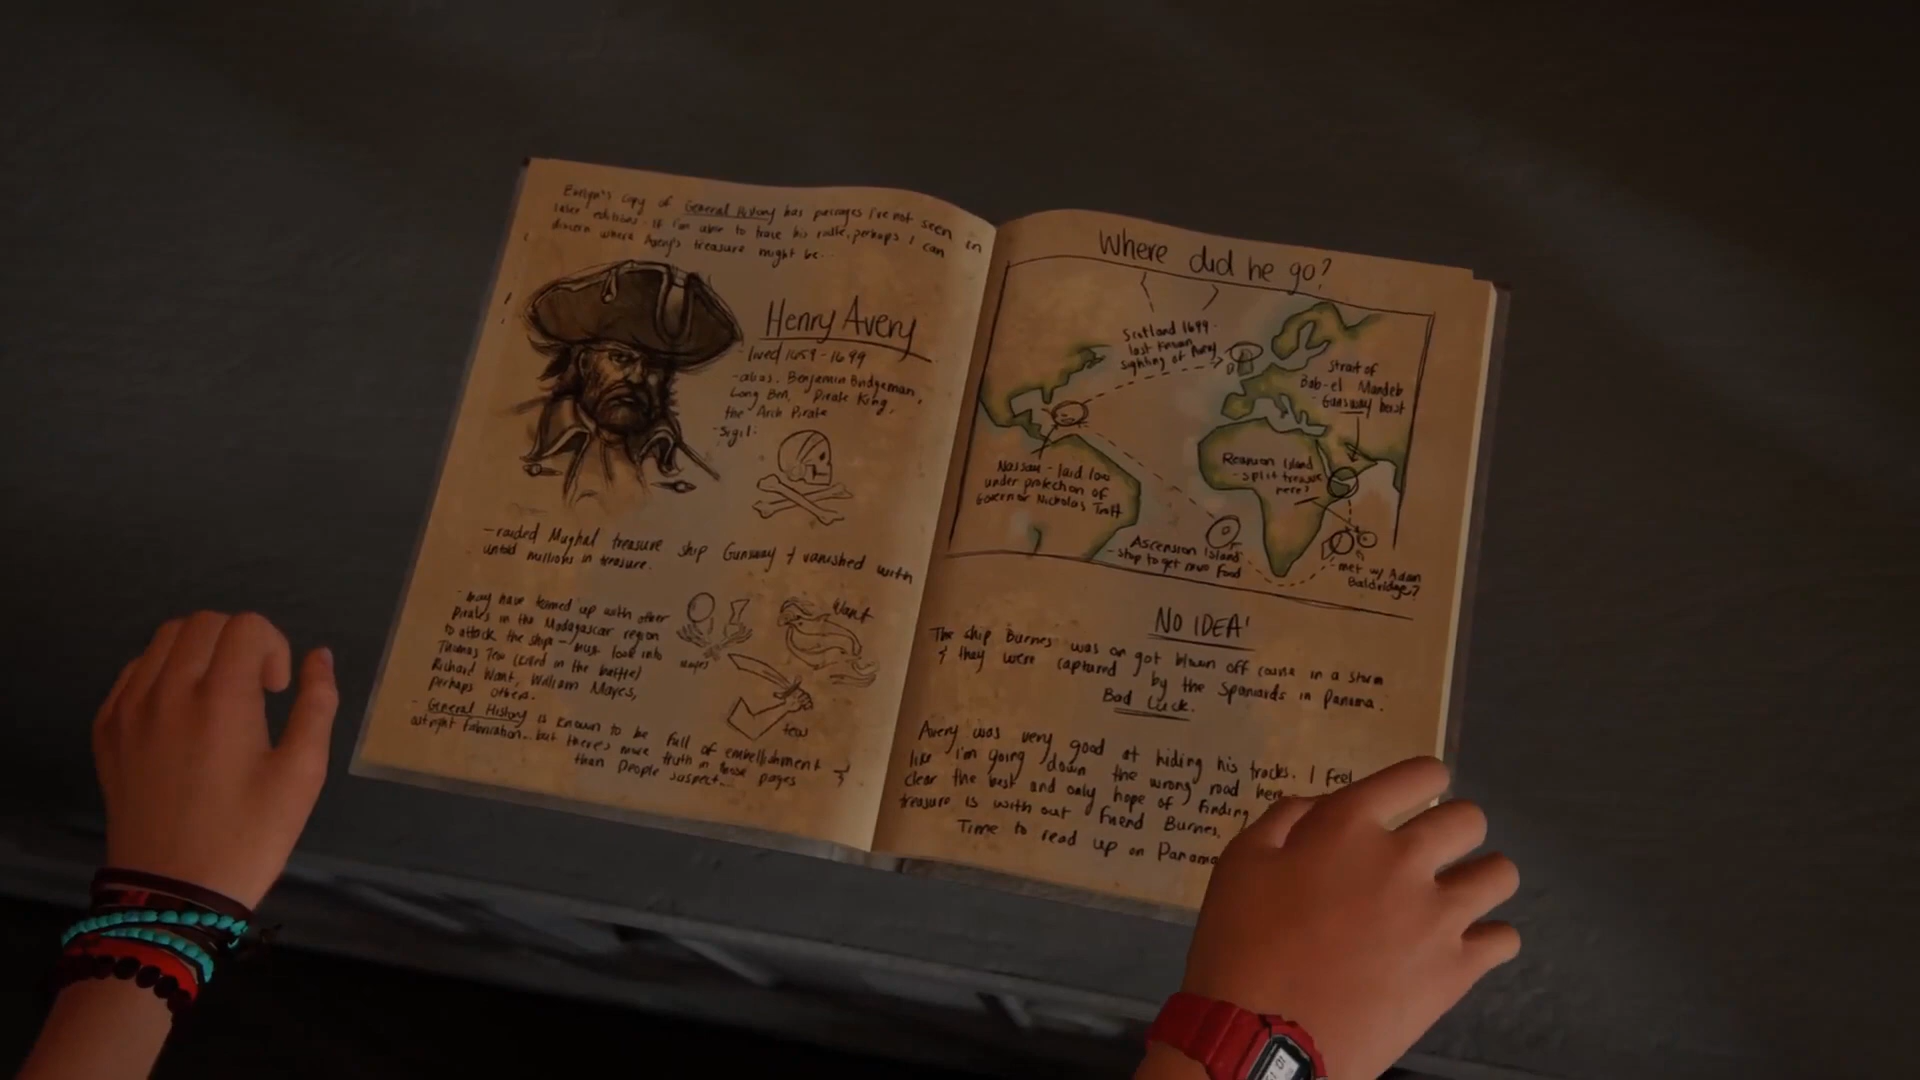 Evelyn's copy of General History has passages I've not seen in
later editions. If I'm able to trace his route, perhaps I can
discern where Avery's treasure might be...
Henry Avery
- lived 1659-1699
- alias. Benjamin Bridgeman,
Long Ben, Pirate King,
the Arch Pirate
- Sigil:
- raided Mughal treasure ship Gunsway & vanished with
untold millions in treasure.
- may have teamed up with other
Pirates in the Madagascar region
to attack the ship - must look into
Thomas Tew (killed in the battle)
Richard Want, William Mayes,
perhaps others.
Mayes
Want
Tew
- General History is known to be full of embellishment &
outright fabrication... but there's more truth in those pages
than people suspect...
Where did he go?
Scotland 1699 -
last known
sighting of Avery
Strait of
Bab-el Mandeb
- Gunsway heist
Nassau - laid low
under protection of
Governor Nicholas Trott
Reunion Island
- split treasure
here?
Ascension Island
- stop to get more food
- met w/ Adam
Baldridge?
NO IDEA!
The ship Burnes was on got blown off course in a storm
& they were captured by the Spaniards in Panama.
Bad Luck.
Avery was very good at hiding his tracks. I feel
like I'm going down the wrong road here
clear the best and only hope of finding
treasure is with our friend Burnes.
Time to read up on Panama